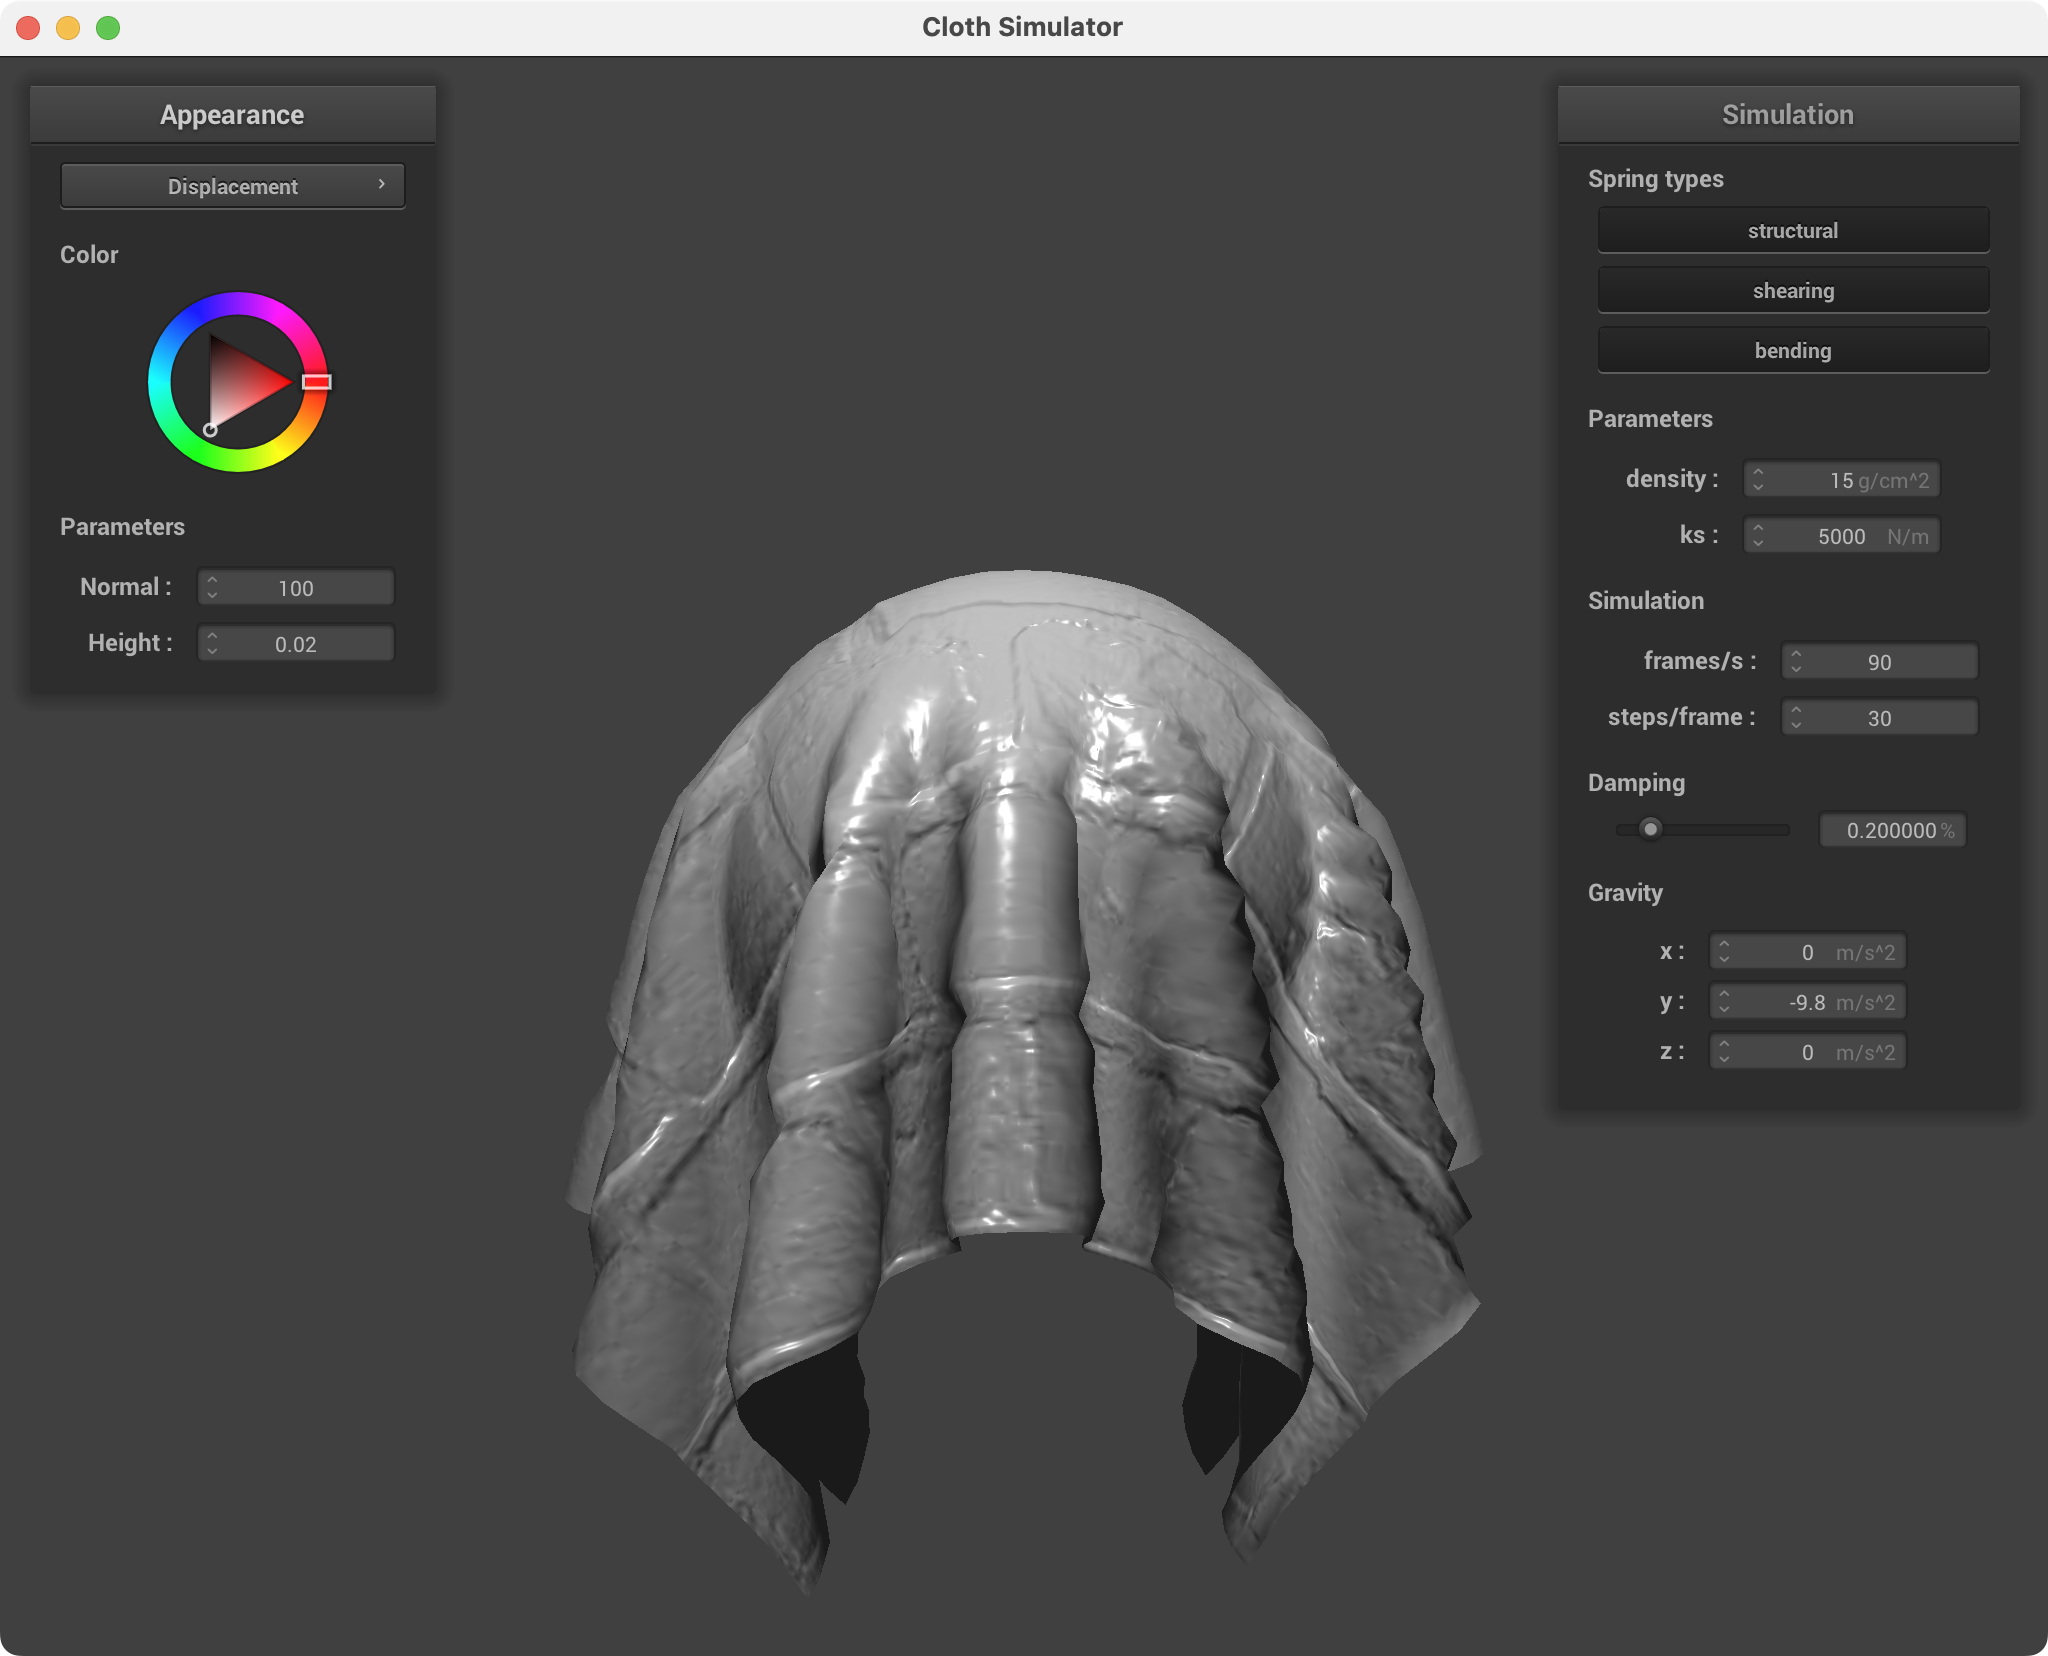 Cloth Simulator
Appearance
Displacement
Color
Parameters
Normal : 100
Height : 0.02
Simulation
Spring types
structural
shearing
bending
Parameters
density : 15 g/cm^2
ks : 5000 N/m
Simulation
frames/s : 90
steps/frame : 30
Damping
0.200000 %
Gravity
x : 0 m/s^2
y : -9.8 m/s^2
z : 0 m/s^2